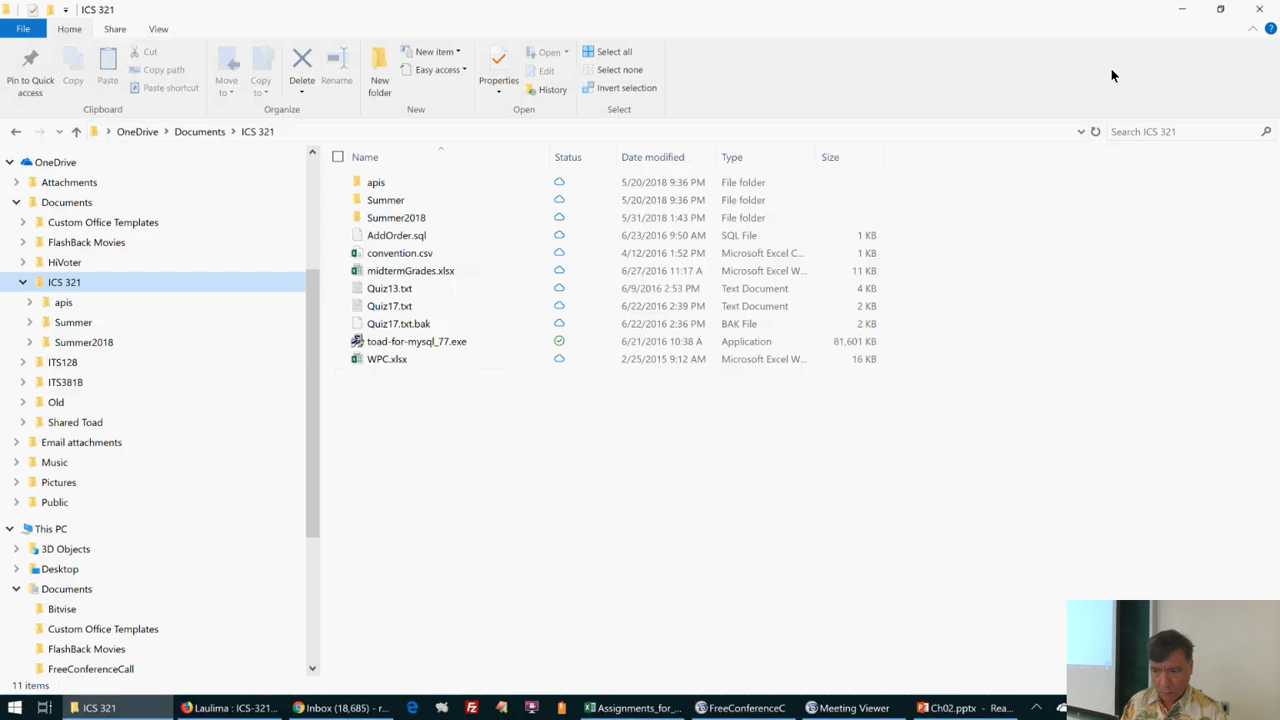 ICS 321
File Home Share View
Pin to Quick access
Copy
Paste
Cut
Copy path
Paste shortcut
Clipboard
Move to
Copy to
Delete
Rename
Organize
New folder
New item
Easy access
New
Properties
Open
Edit
History
Open
Select all
Select none
Invert selection
Select
OneDrive > Documents > ICS 321
Search ICS 321
OneDrive
Attachments
Documents
Custom Office Templates
FlashBack Movies
HiVoter
ICS 321
apis
Summer
Summer2018
ITS128
ITS381B
Old
Shared Toad
Email attachments
Music
Pictures
Public
This PC
3D Objects
Desktop
Documents
Bitvise
Custom Office Templates
FlashBack Movies
FreeConferenceCall
Name Status Date modified Type Size
apis 5/20/2018 9:36 PM File folder
Summer 5/20/2018 9:36 PM File folder
Summer2018 5/31/2018 1:43 PM File folder
AddOrder.sql 6/23/2016 9:50 AM SQL File 1 KB
convention.csv 4/12/2016 1:52 PM Microsoft Excel C... 1 KB
midtermGrades.xlsx 6/27/2016 11:17 A Microsoft Excel W... 11 KB
Quiz13.txt 6/9/2016 2:53 PM Text Document 4 KB
Quiz17.txt 6/22/2016 2:39 PM Text Document 2 KB
Quiz17.txt.bak 6/22/2016 2:36 PM BAK File 2 KB
toad-for-mysql_77.exe 6/21/2016 10:38 A Application 81,601 KB
WPC.xlsx 2/25/2015 9:12 AM Microsoft Excel W... 16 KB
11 items
ICS 321
Laulima : ICS-321...
Inbox (18,685) - r...
Assignments_for_...
FreeConferenceC
Meeting Viewer
Ch02.pptx - Rea...